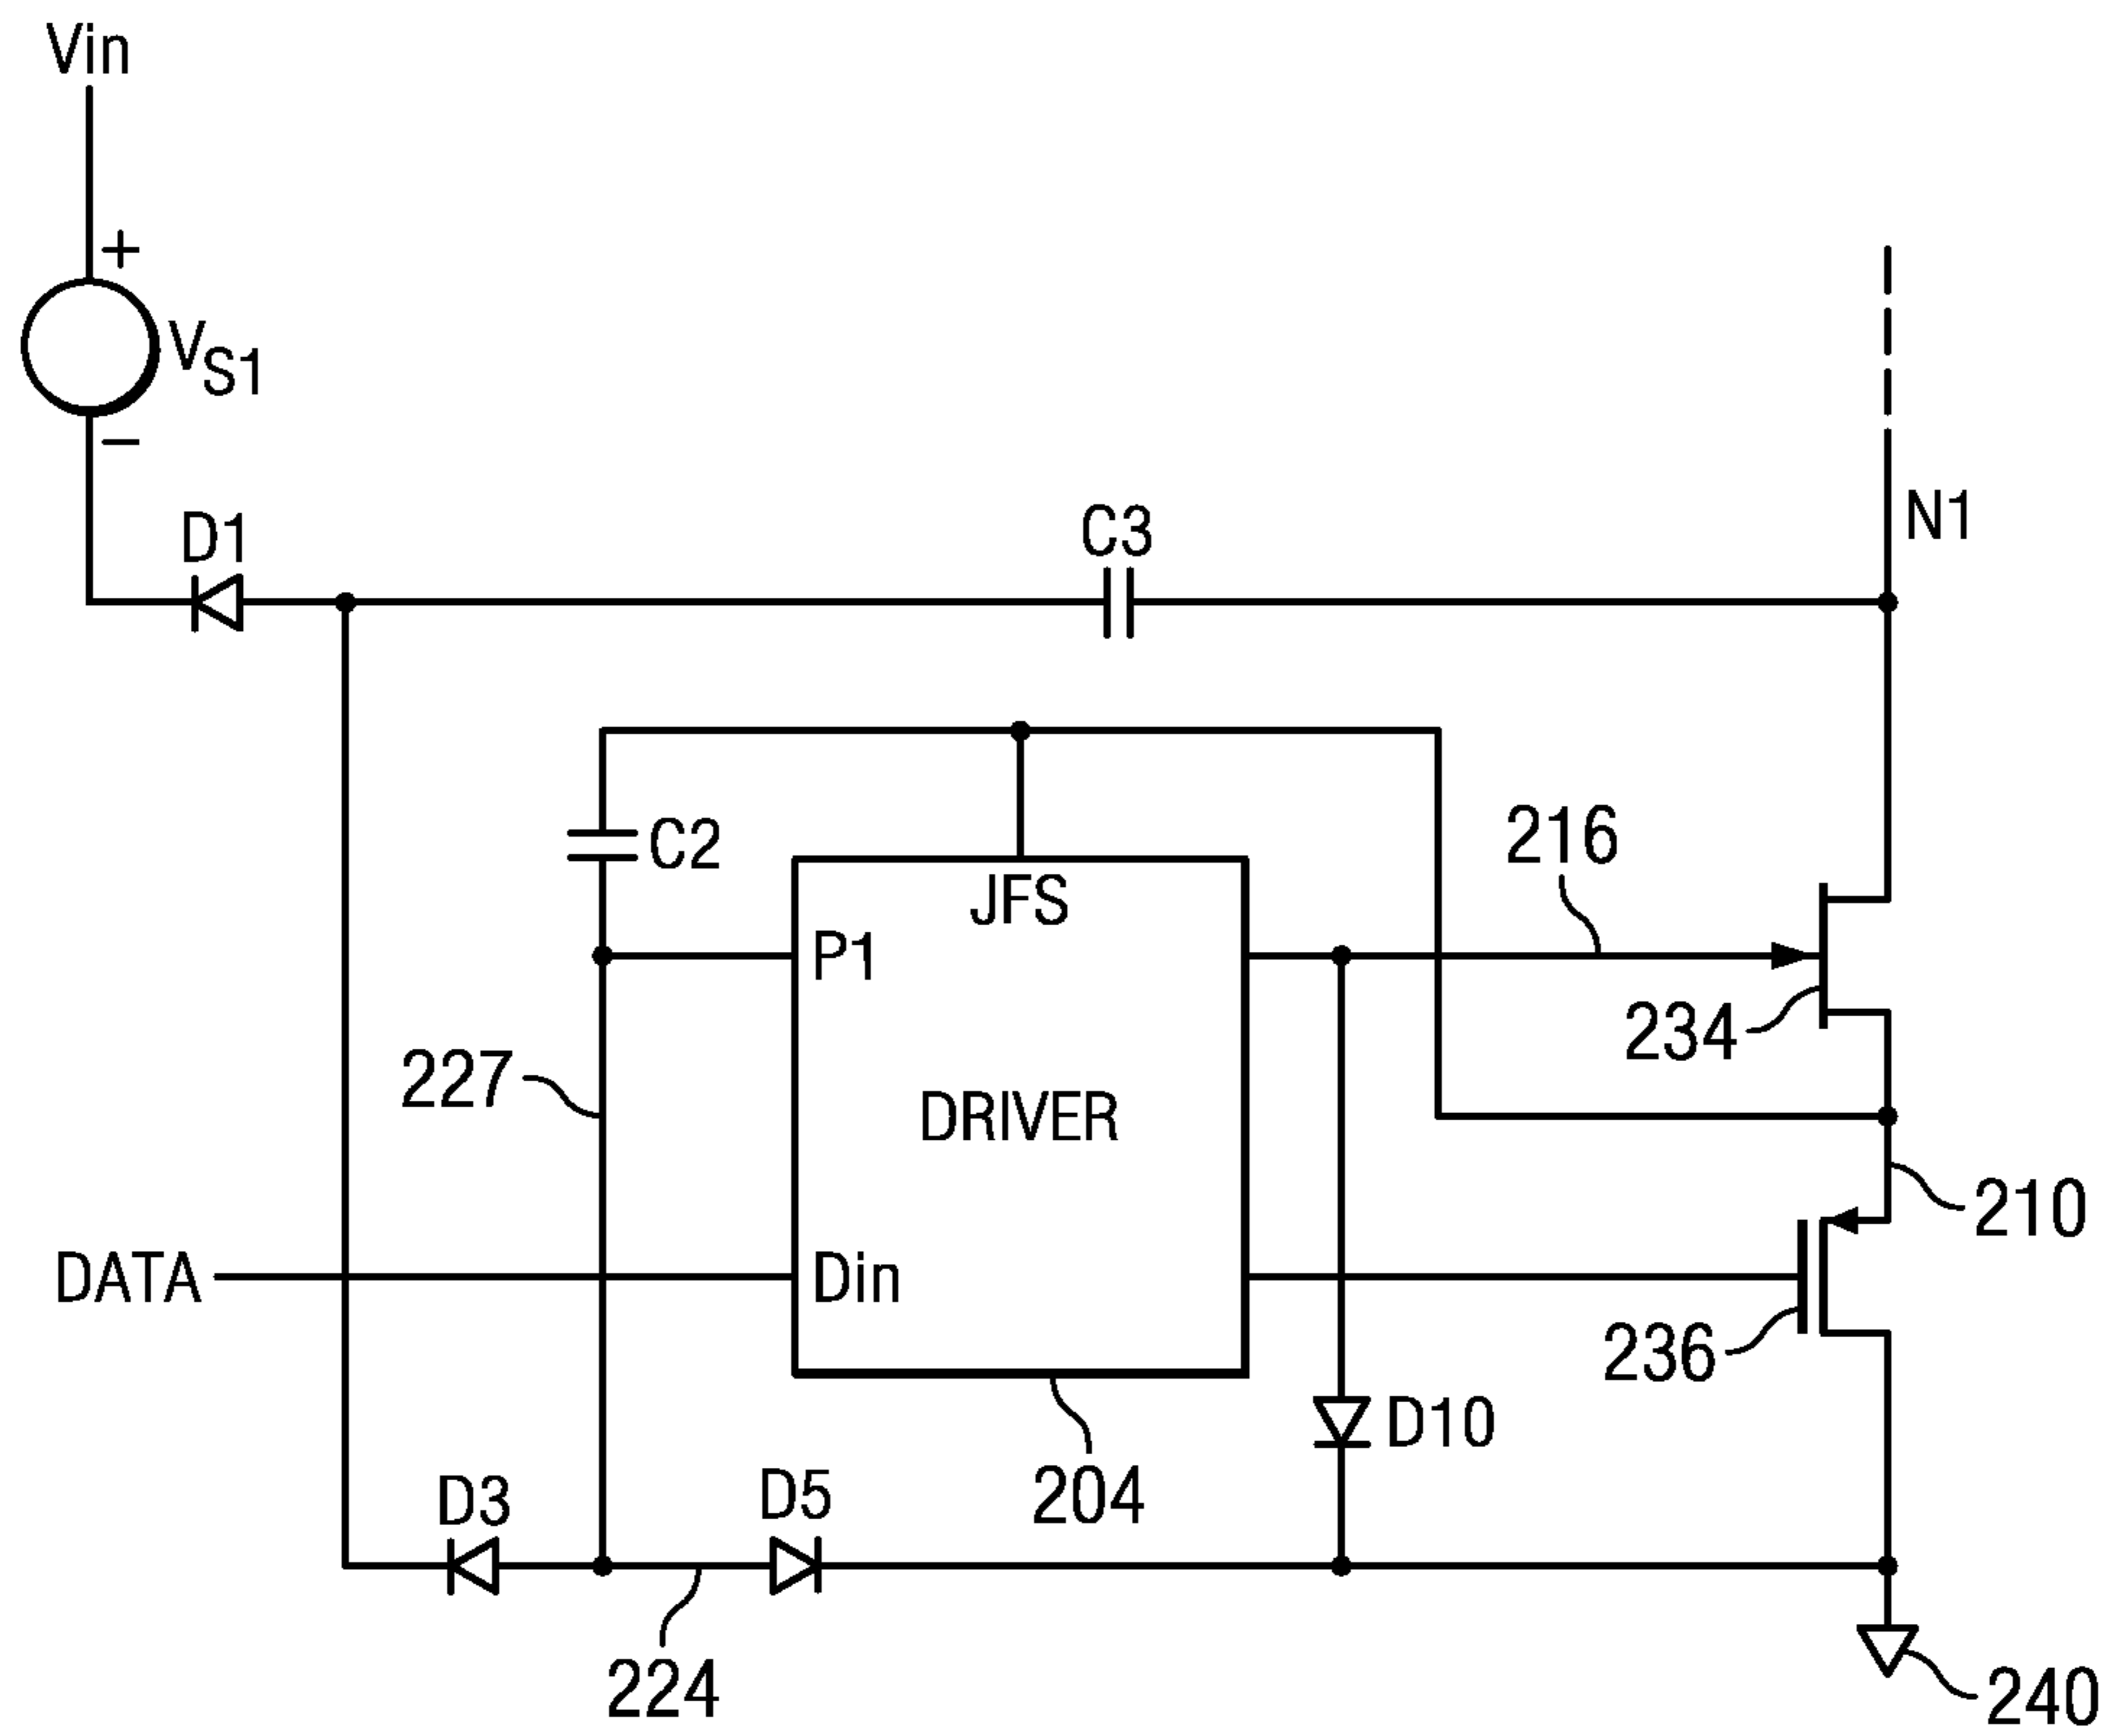 Vin
+
VS1
−
N1
D1
C3
C2
216
JFS
P1
234
227
DRIVER
210
DATA
Din
236
D10
D3
D5
204
224
240